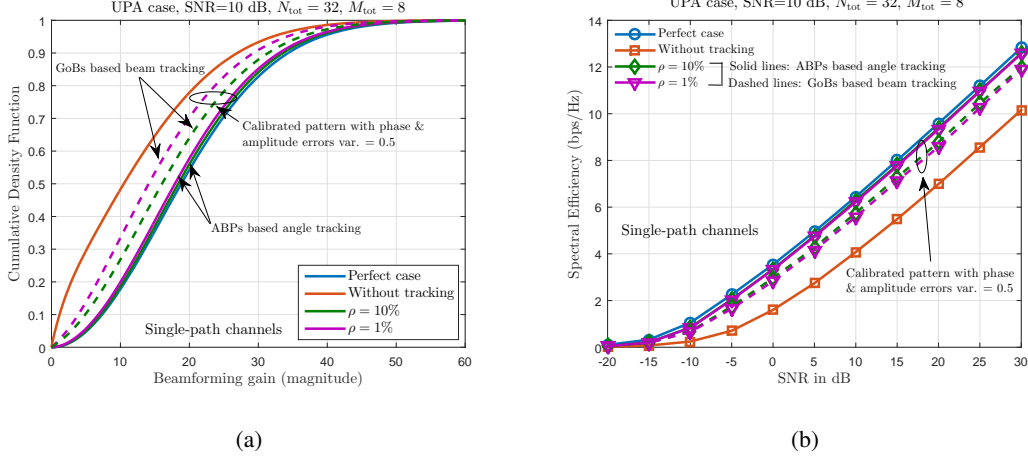 UPA case, SNR=10 dB, N_tot = 32, M_tot = 8
Cumulative Density Function
1
0.9
0.8
0.7
0.6
0.5
0.4
0.3
0.2
0.1
0
GoBs based beam tracking
Calibrated pattern with phase &
amplitude errors var. = 0.5
ABPs based angle tracking
Perfect case
Without tracking
ρ = 10%
ρ = 1%
Single-path channels
0 10 20 30 40 50 60
Beamforming gain (magnitude)
(a)
UPA case, SNR=10 dB, N_tot = 32, M_tot = 8
Spectral Efficiency (bps/Hz)
14
12
10
8
6
4
2
0
Perfect case
Without tracking
ρ = 10% Solid lines: ABPs based angle tracking
ρ = 1% Dashed lines: GoBs based beam tracking
Single-path channels
Calibrated pattern with phase
& amplitude errors var. = 0.5
-20 -15 -10 -5 0 5 10 15 20 25 30
SNR in dB
(b)